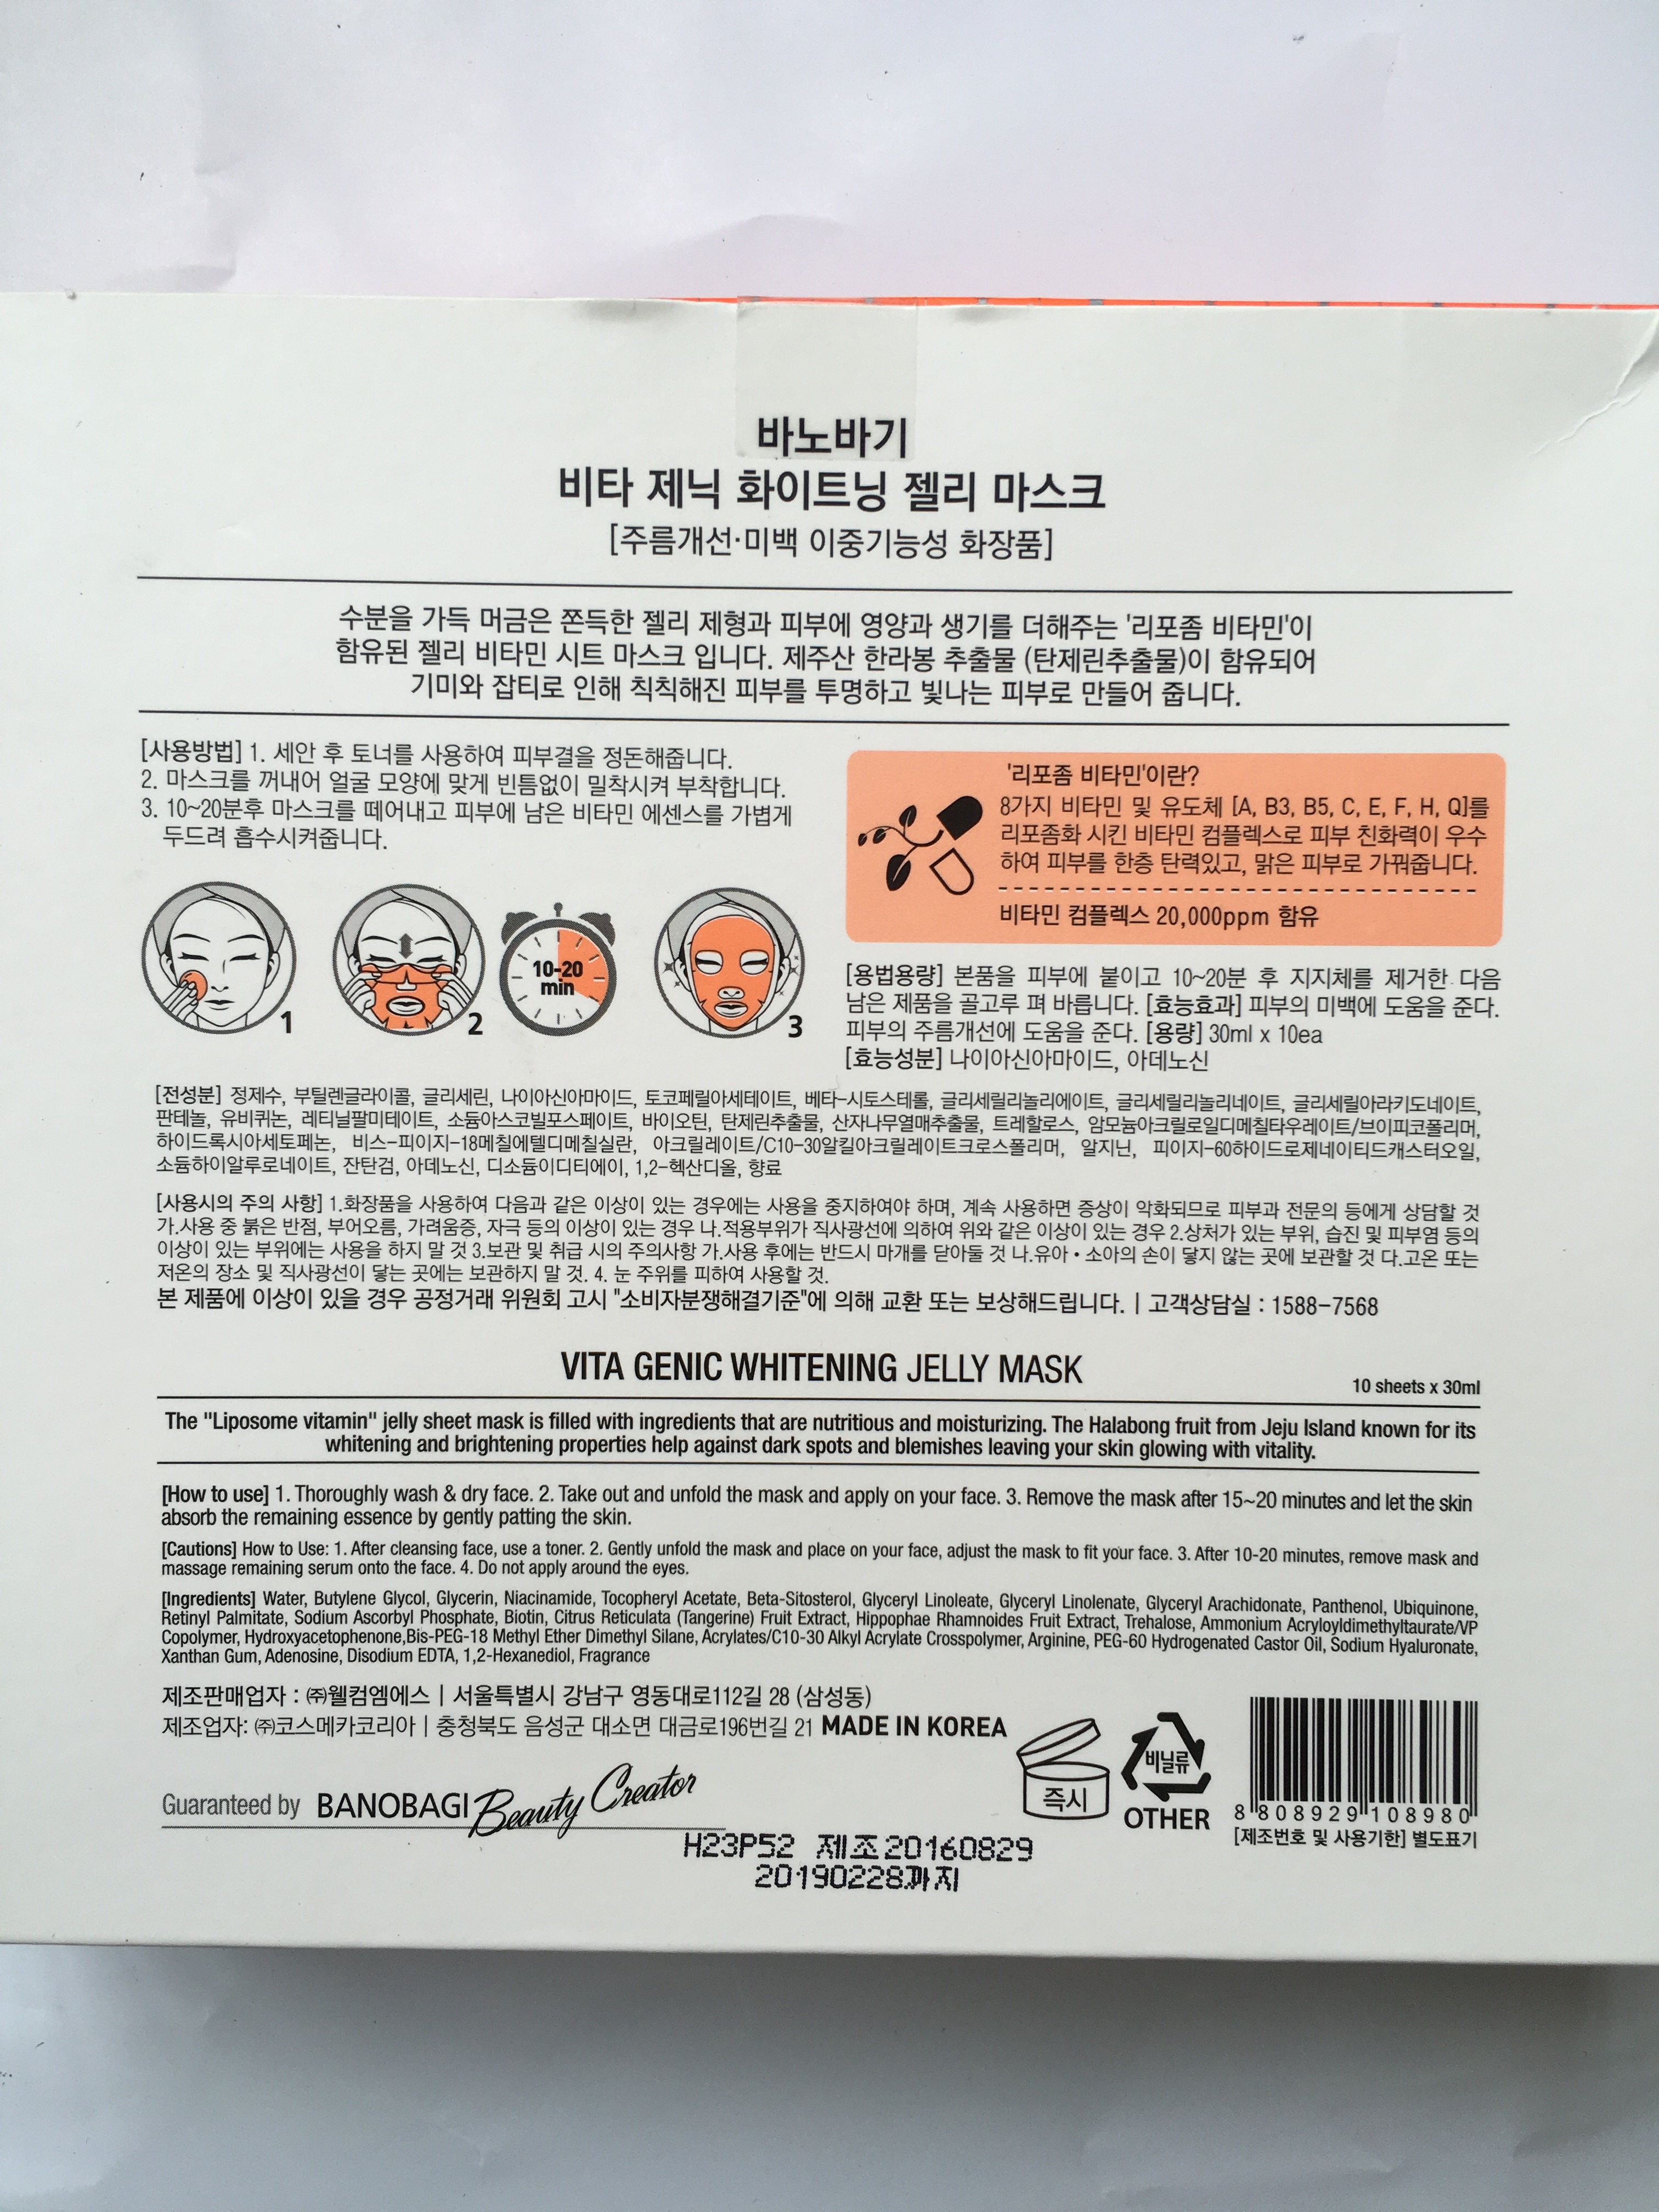 바노바기
비타 제닉 화이트닝 젤리 마스크
[주름개선·미백 이중기능성 화장품]
수분을 가득 머금은 쫀득한 젤리 제형과 피부에 영양과 생기를 더해주는 '리포좀 비타민'이
함유된 젤리 비타민 시트 마스크 입니다. 제주산 한라봉 추출물 (탄제린추출물)이 함유되어
기미와 잡티로 인해 칙칙해진 피부를 투명하고 빛나는 피부로 만들어 줍니다.
[사용방법] 1. 세안 후 토너를 사용하여 피부결을 정돈해줍니다.
2. 마스크를 꺼내어 얼굴 모양에 맞게 빈틈없이 밀착시켜 부착합니다.
3. 10~20분후 마스크를 떼어내고 피부에 남은 비타민 에센스를 가볍게
두드려 흡수시켜줍니다.
1
2
10-20
min
3
'리포좀 비타민'이란?
8가지 비타민 및 유도체 [A, B3, B5, C, E, F, H, Q]를
리포좀화 시킨 비타민 컴플렉스로 피부 친화력이 우수
하여 피부를 한층 탄력있고, 맑은 피부로 가꿔줍니다.
비타민 컴플렉스 20,000ppm 함유
[용법용량] 본품을 피부에 붙이고 10~20분 후 지지체를 제거한 다음
남은 제품을 골고루 펴 바릅니다. [효능효과] 피부의 미백에 도움을 준다.
피부의 주름개선에 도움을 준다. [용량] 30ml x 10ea
[효능성분] 나이아신아마이드, 아데노신
[전성분] 정제수, 부틸렌글라이콜, 글리세린, 나이아신아마이드, 토코페릴아세테이트, 베타-시토스테롤, 글리세릴리놀리에이트, 글리세릴리놀리네이트, 글리세릴아라키도네이트,
판테놀, 유비퀴논, 레티닐팔미테이트, 소듐아스코빌포스페이트, 바이오틴, 탄제린추출물, 산자나무열매추출물, 트레할로스, 암모늄아크릴로일디메칠타우레이트/브이피코폴리머,
하이드록시아세토페논, 비스-피이지-18메칠에텔디메칠실란, 아크릴레이트/C10-30알킬아크릴레이트크로스폴리머, 알지닌, 피이지-60하이드로제네이티드캐스터오일,
소듐하이알루로네이트, 잔탄검, 아데노신, 디소듐이디티에이, 1,2-헥산디올, 향료
[사용시의 주의 사항] 1.화장품을 사용하여 다음과 같은 이상이 있는 경우에는 사용을 중지하여야 하며, 계속 사용하면 증상이 악화되므로 피부과 전문의 등에게 상담할 것
가.사용 중 붉은 반점, 부어오름, 가려움증, 자극 등의 이상이 있는 경우 나.적용부위가 직사광선에 의하여 위와 같은 이상이 있는 경우 2.상처가 있는 부위, 습진 및 피부염 등의
이상이 있는 부위에는 사용을 하지 말 것 3.보관 및 취급 시의 주의사항 가.사용 후에는 반드시 마개를 닫아둘 것 나.유아 • 소아의 손이 닿지 않는 곳에 보관할 것 다.고온 또는
저온의 장소 및 직사광선이 닿는 곳에는 보관하지 말 것. 4. 눈 주위를 피하여 사용할 것.
본 제품에 이상이 있을 경우 공정거래 위원회 고시 "소비자분쟁해결기준"에 의해 교환 또는 보상해드립니다. | 고객상담실 : 1588-7568
VITA GENIC WHITENING JELLY MASK
10 sheets x 30ml
The "Liposome vitamin" jelly sheet mask is filled with ingredients that are nutritious and moisturizing. The Halabong fruit from Jeju Island known for its
whitening and brightening properties help against dark spots and blemishes leaving your skin glowing with vitality.
[How to use] 1. Thoroughly wash & dry face. 2. Take out and unfold the mask and apply on your face. 3. Remove the mask after 15~20 minutes and let the skin
absorb the remaining essence by gently patting the skin.
[Cautions] How to Use: 1. After cleansing face, use a toner. 2. Gently unfold the mask and place on your face, adjust the mask to fit your face. 3. After 10-20 minutes, remove mask and
massage remaining serum onto the face. 4. Do not apply around the eyes.
[Ingredients] Water, Butylene Glycol, Glycerin, Niacinamide, Tocopheryl Acetate, Beta-Sitosterol, Glyceryl Linoleate, Glyceryl Linolenate, Glyceryl Arachidonate, Panthenol, Ubiquinone,
Retinyl Palmitate, Sodium Ascorbyl Phosphate, Biotin, Citrus Reticulata (Tangerine) Fruit Extract, Hippophae Rhamnoides Fruit Extract, Trehalose, Ammonium Acryloyldimethyltaurate/VP
Copolymer, Hydroxyacetophenone,Bis-PEG-18 Methyl Ether Dimethyl Silane, Acrylates/C10-30 Alkyl Acrylate Crosspolymer, Arginine, PEG-60 Hydrogenated Castor Oil, Sodium Hyaluronate,
Xanthan Gum, Adenosine, Disodium EDTA, 1,2-Hexanediol, Fragrance
제조판매업자 : ㈜웰컴엠에스 | 서울특별시 강남구 영동대로112길 28 (삼성동)
제조업자: ㈜코스메카코리아 | 충청북도 음성군 대소면 대금로196번길 21 MADE IN KOREA
Guaranteed by BANOBAGI Beauty Creator
즉시
비닐류
OTHER
8 808929 108980
[제조번호 및 사용기한] 별도표기
H23P52 제조20160829
20190228까지